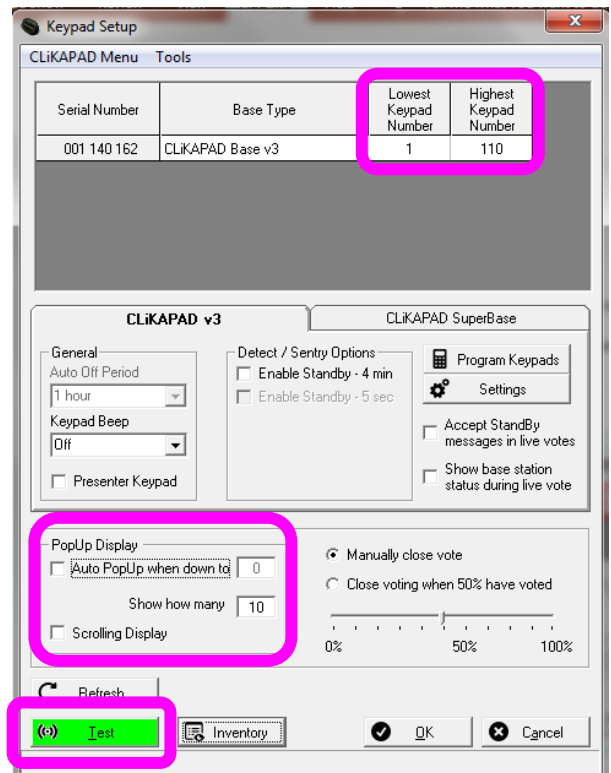 Keypad Setup
x
CLiKAPAD Menu Tools
Serial Number Base Type Lowest Keypad Number Highest Keypad Number
001 140 162 CLiKAPAD Base v3 1 110
CLiKAPAD v3 CLiKAPAD SuperBase
General
Auto Off Period
1 hour
Keypad Beep
Off
Presenter Keypad
Detect / Sentry Options
Enable Standby - 4 min
Enable Standby - 5 sec
Program Keypads
Settings
Accept StandBy
messages in live votes
Show base station
status during live vote
PopUp Display
Auto PopUp when down to 0
Show how many 10
Scrolling Display
Manually close vote
Close voting when 50% have voted
0% 50% 100%
Refresh
Test Inventory OK Cancel